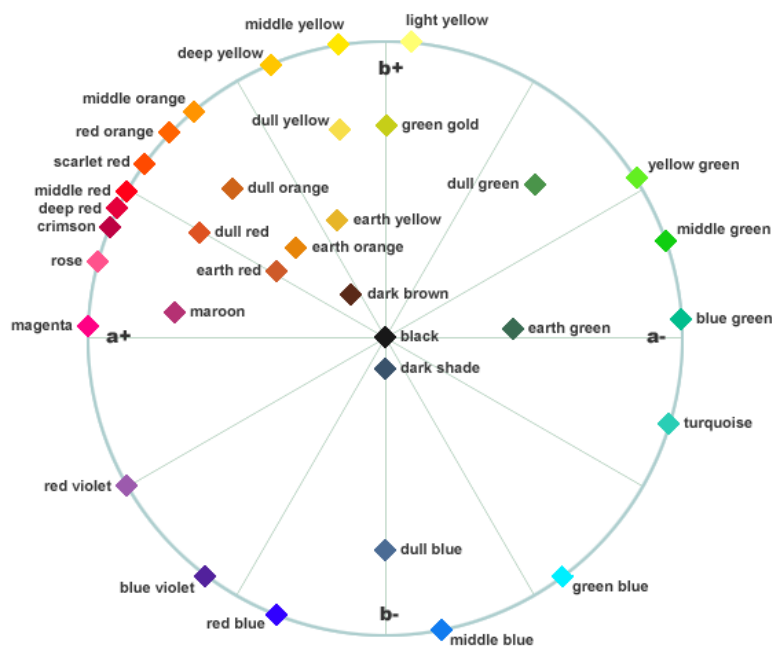 middle yellow
light yellow
deep yellow
b+
middle orange
dull yellow
green gold
red orange
scarlet red
yellow green
middle red
dull orange
dull green
deep red
earth yellow
crimson
dull red
middle green
earth orange
rose
earth red
dark brown
maroon
magenta
a+
black
earth green
a-
blue green
dark shade
turquoise
red violet
dull blue
blue violet
green blue
red blue
b-
middle blue